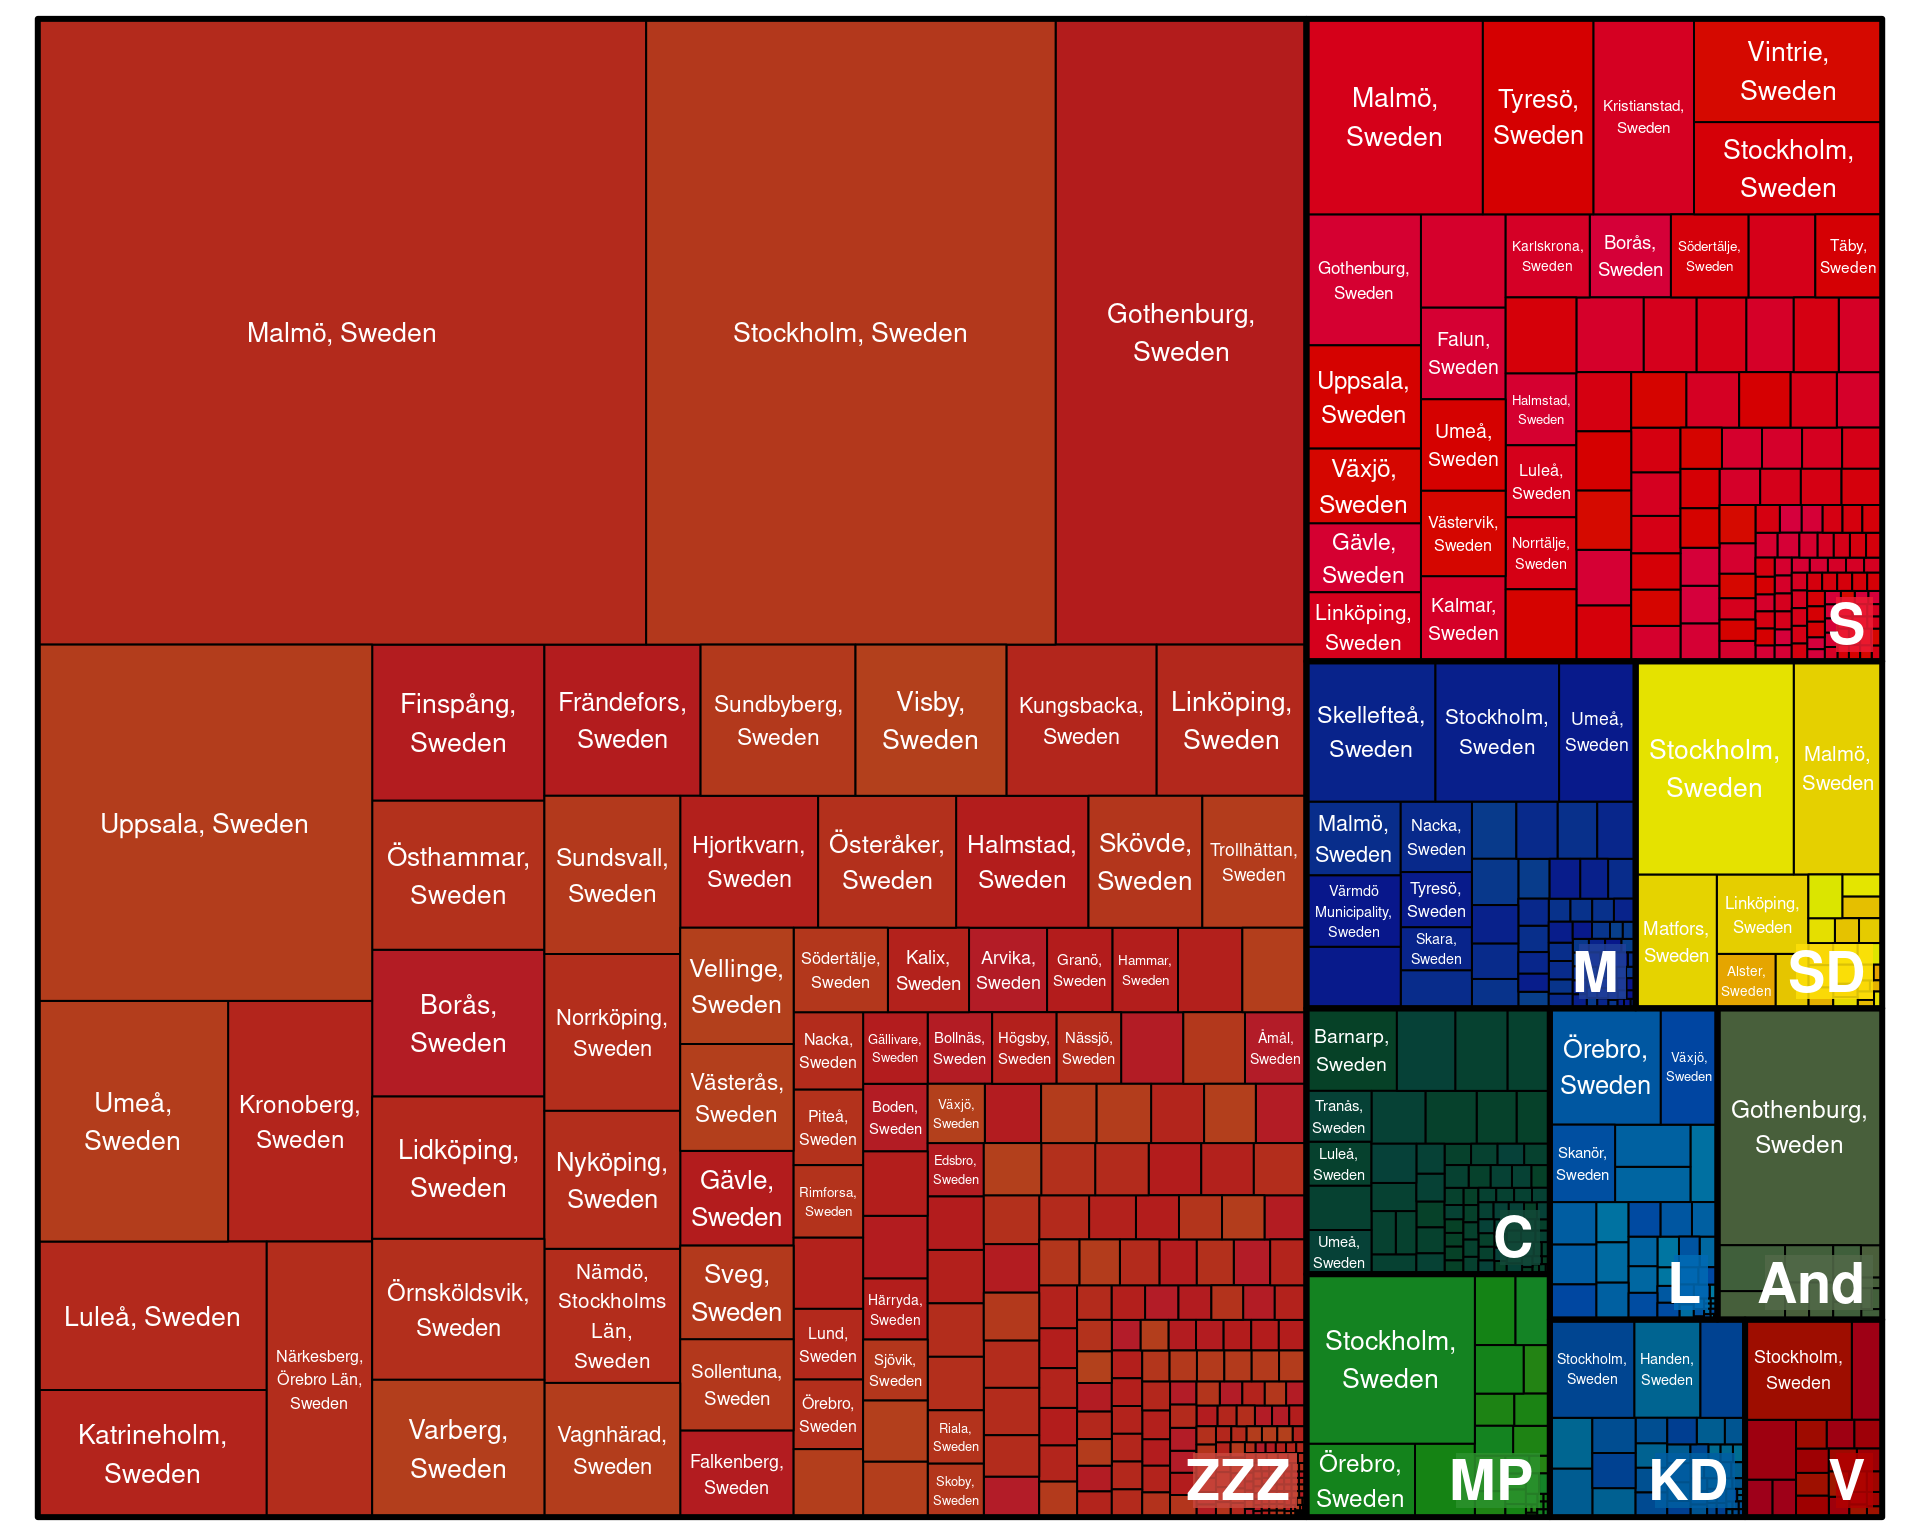 Malmö, Sweden
Stockholm, Sweden
Gothenburg,
Sweden
Uppsala, Sweden
Umeå,
Sweden
Kronoberg,
Sweden
Luleå, Sweden
Katrineholm,
Sweden
Närkesberg,
Örebro Län,
Sweden
Finspång,
Sweden
Östhammar,
Sweden
Borås,
Sweden
Lidköping,
Sweden
Örnsköldsvik,
Sweden
Varberg,
Sweden
Frändefors,
Sweden
Sundbyberg,
Sweden
Visby,
Sweden
Kungsbacka,
Sweden
Linköping,
Sweden
Sundsvall,
Sweden
Norrköping,
Sweden
Nyköping,
Sweden
Nämdö,
Stockholms
Län,
Sweden
Vagnhärad,
Sweden
Hjortkvarn,
Sweden
Österåker,
Sweden
Halmstad,
Sweden
Skövde,
Sweden
Trollhättan,
Sweden
Vellinge,
Sweden
Västerås,
Sweden
Gävle,
Sweden
Sveg,
Sweden
Sollentuna,
Sweden
Falkenberg,
Sweden
Södertälje,
Sweden
Kalix,
Sweden
Arvika,
Sweden
Granö,
Sweden
Hammar,
Sweden
Nacka,
Sweden
Piteå,
Sweden
Rimforsa,
Sweden
Lund,
Sweden
Örebro,
Sweden
Gällivare,
Sweden
Bollnäs,
Sweden
Högsby,
Sweden
Nässjö,
Sweden
Åmål,
Sweden
Boden,
Sweden
Härryda,
Sweden
Sjövik,
Sweden
Växjö,
Sweden
Edsbro,
Sweden
Riala,
Sweden
Skoby,
Sweden
ZZZ
Malmö,
Sweden
Tyresö,
Sweden
Kristianstad,
Sweden
Vintrie,
Sweden
Stockholm,
Sweden
Gothenburg,
Sweden
Uppsala,
Sweden
Växjö,
Sweden
Gävle,
Sweden
Linköping,
Sweden
Falun,
Sweden
Umeå,
Sweden
Västervik,
Sweden
Kalmar,
Sweden
Karlskrona,
Sweden
Borås,
Sweden
Södertälje,
Sweden
Täby,
Sweden
Halmstad,
Sweden
Luleå,
Sweden
Norrtälje,
Sweden
S
Skellefteå,
Sweden
Stockholm,
Sweden
Umeå,
Sweden
Malmö,
Sweden
Värmdö
Municipality,
Sweden
Nacka,
Sweden
Tyresö,
Sweden
Skara,
Sweden
M
Stockholm,
Sweden
Malmö,
Sweden
Matfors,
Sweden
Linköping,
Sweden
Alster,
Sweden
SD
Barnarp,
Sweden
Tranås,
Sweden
Luleå,
Sweden
Umeå,
Sweden
C
Örebro,
Sweden
Växjö,
Sweden
Skanör,
Sweden
L
Gothenburg,
Sweden
And
Stockholm,
Sweden
Örebro,
Sweden
MP
Stockholm,
Sweden
Handen,
Sweden
KD
Stockholm,
Sweden
V